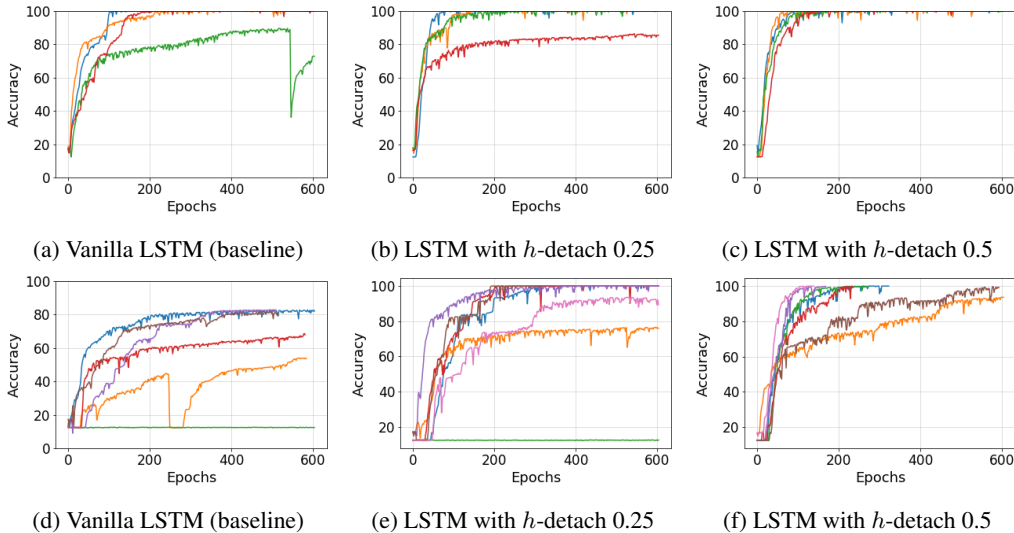 100
80
60
40
20
0
Accuracy
0 200 400 600
Epochs
(a) Vanilla LSTM (baseline)
100
80
60
40
20
0
Accuracy
0 200 400 600
Epochs
(b) LSTM with h-detach 0.25
100
80
60
40
20
0
Accuracy
0 200 400 600
Epochs
(c) LSTM with h-detach 0.5
100
80
60
40
20
0
Accuracy
0 200 400 600
Epochs
(d) Vanilla LSTM (baseline)
100
80
60
40
20
Accuracy
0 200 400 600
Epochs
(e) LSTM with h-detach 0.25
100
80
60
40
20
Accuracy
0 200 400 600
Epochs
(f) LSTM with h-detach 0.5